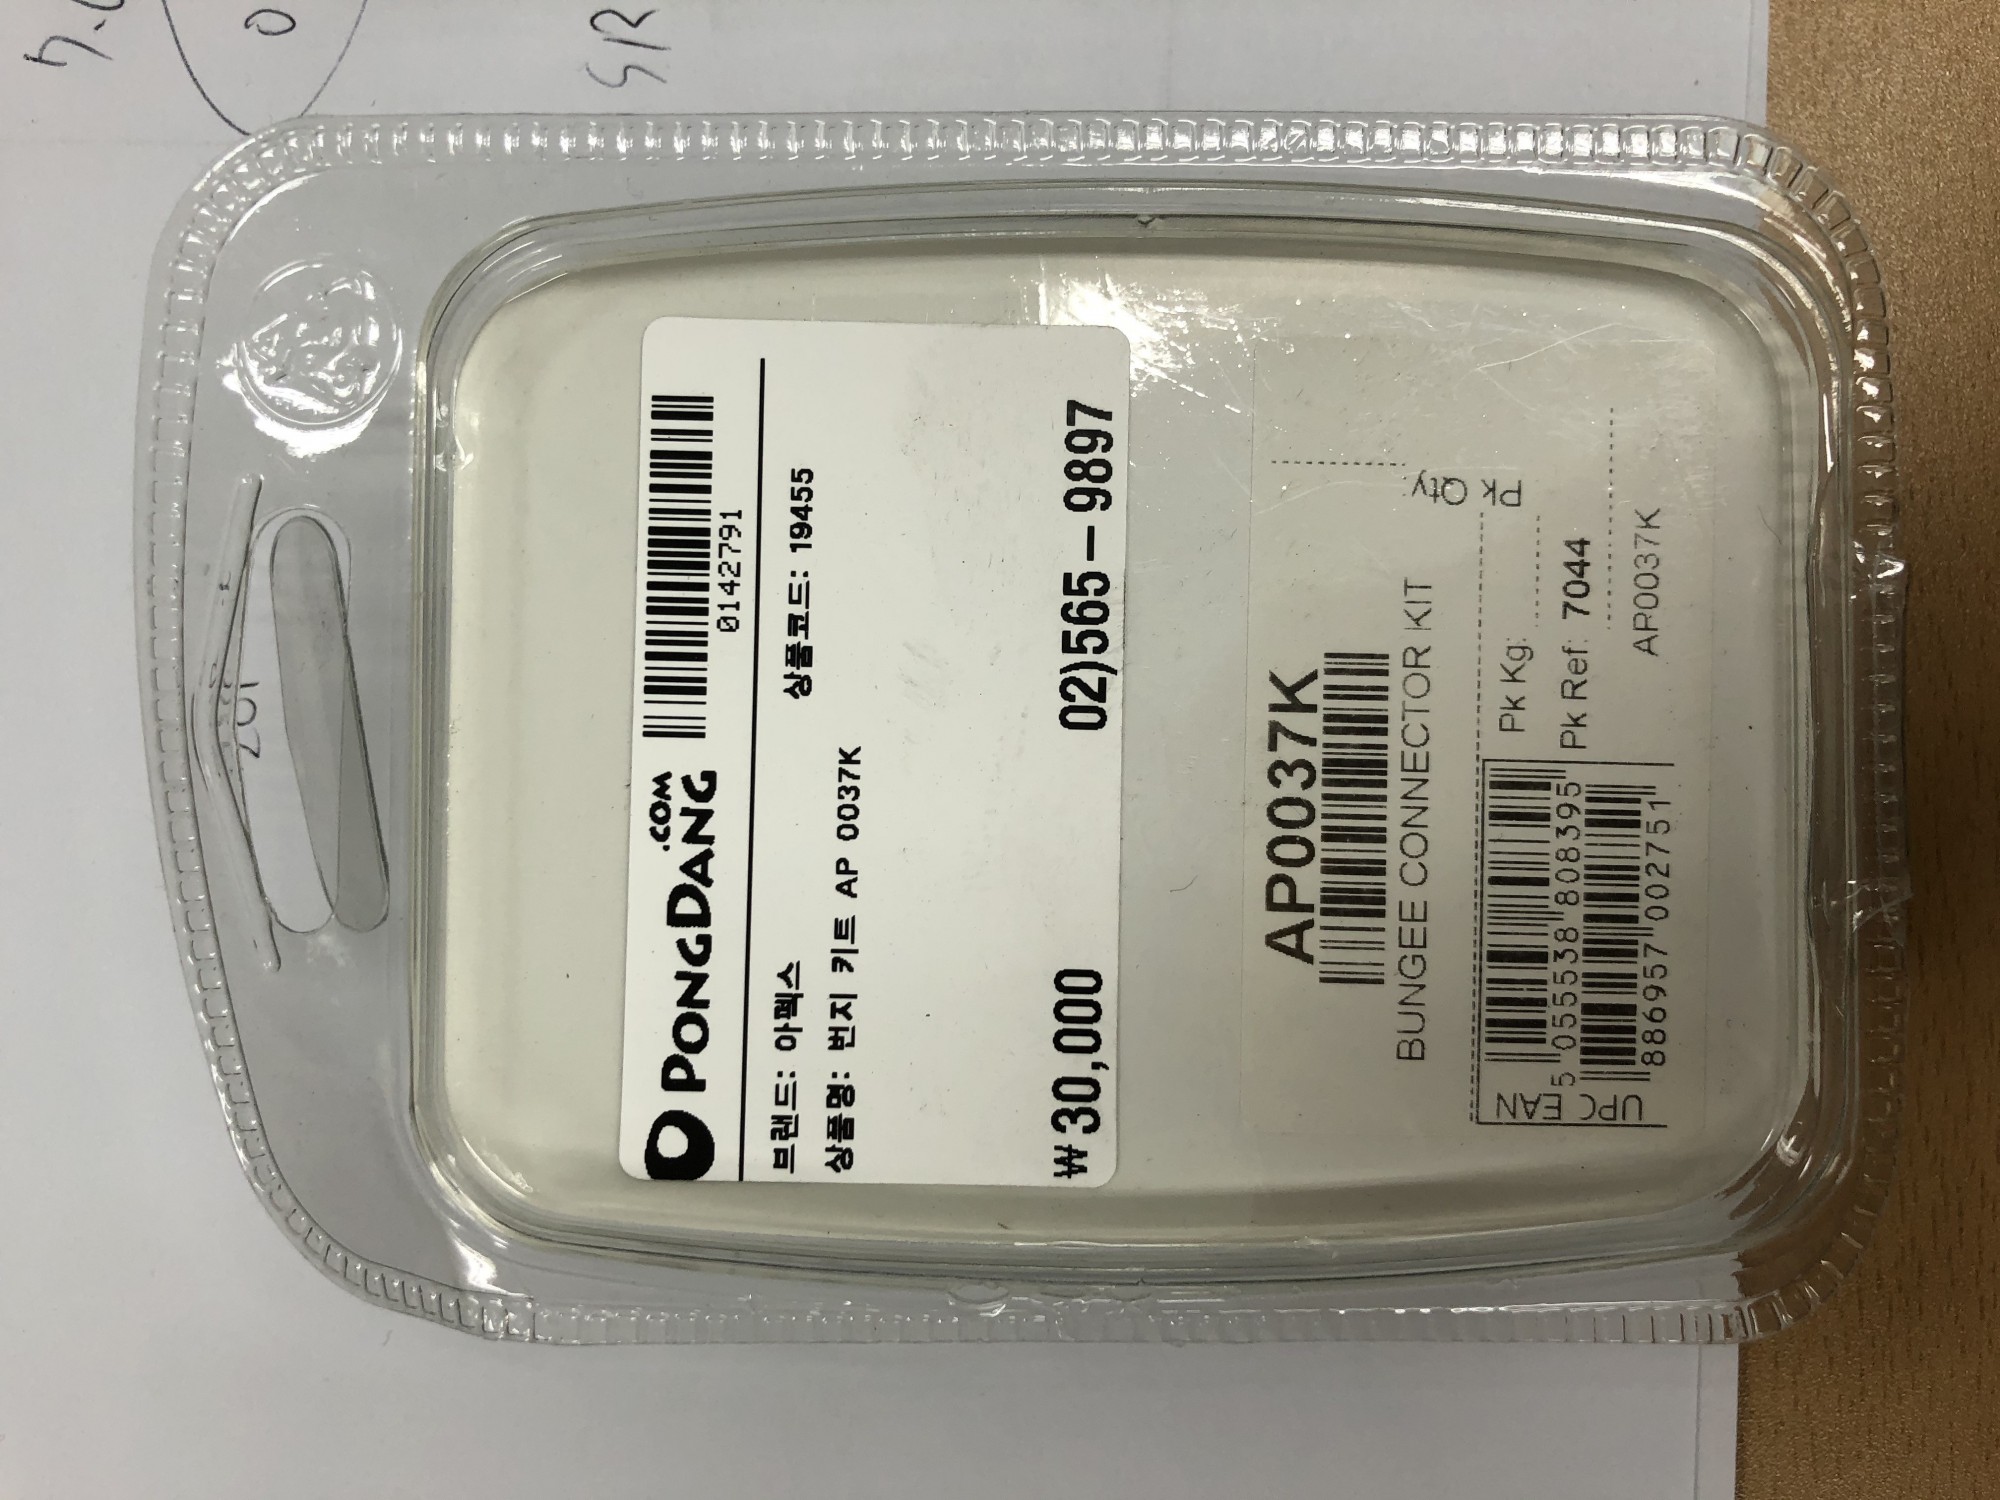 PONGDANG.COM
0142791
브랜드: 아펙스 상품코드: 19455
상품명: 번지 키트 AP 0037K
₩30,000 02)565-9897
AP0037K
BUNGEE CONNECTOR KIT
Pk Qty
Pk Kg:
Pk Ref: 7044
EAN
5 055538 808395
UPC
886957 002751
AP0037K